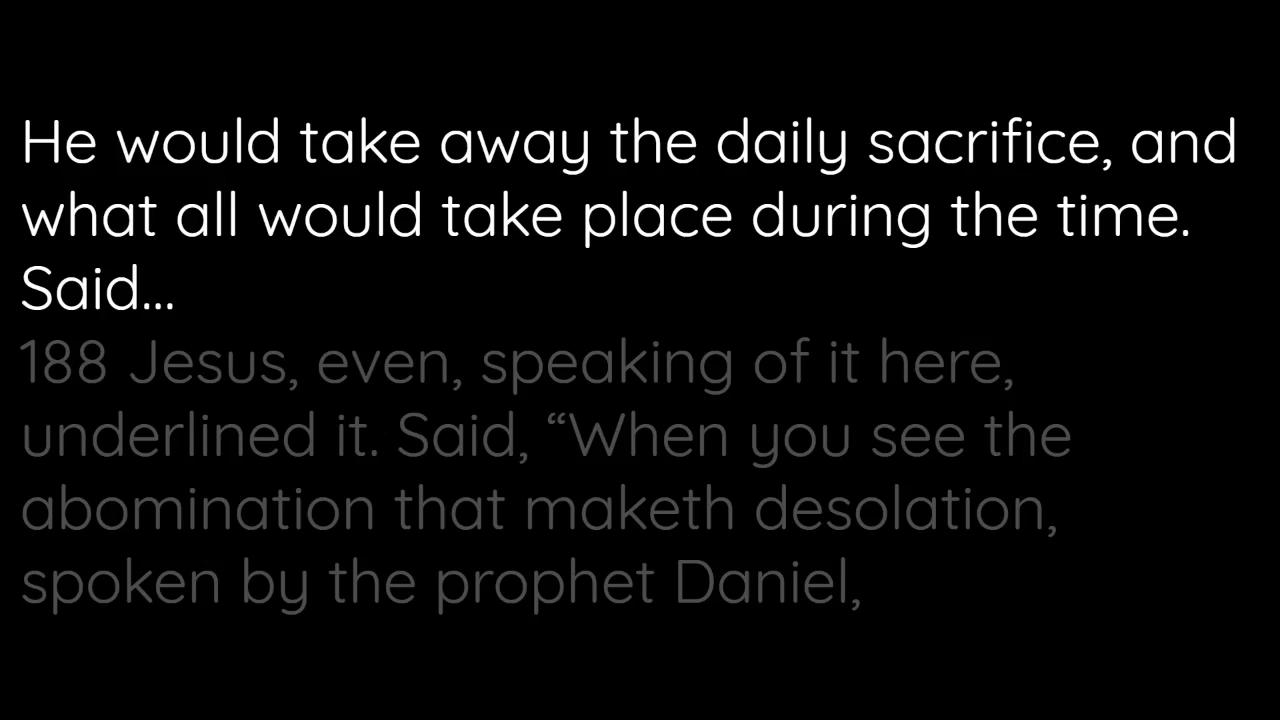 He would take away the daily sacrifice, and
what all would take place during the time.
Said...
188 Jesus, even, speaking of it here,
underlined it. Said, “When you see the
abomination that maketh desolation,
spoken by the prophet Daniel,